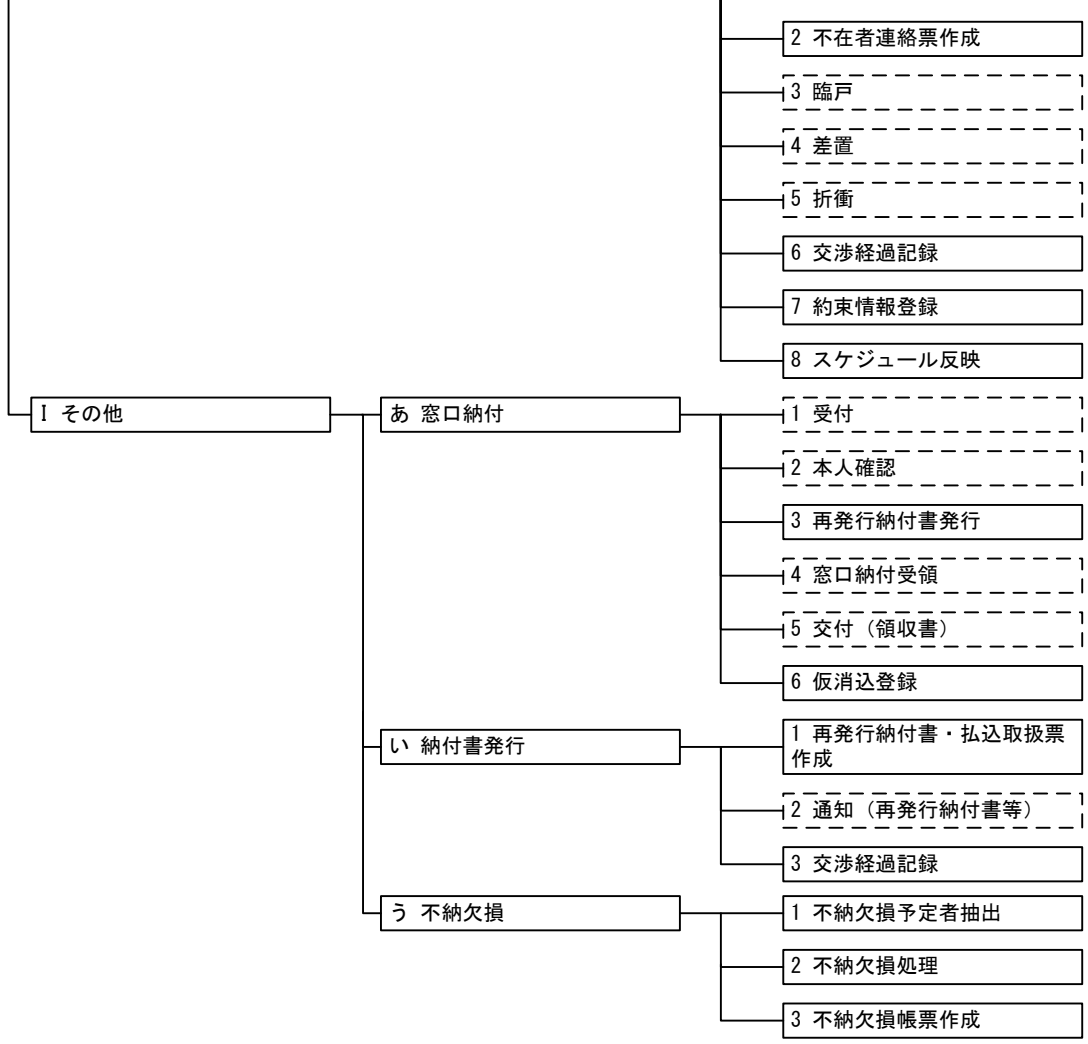 2 不在者連絡票作成
3 臨戸
4 差置
5 折衝
6 交渉経過記録
7 約束情報登録
8 スケジュール反映
I その他
あ 窓口納付
1 受付
2 本人確認
3 再発行納付書発行
4 窓口納付受領
5 交付（領収書）
6 仮消込登録
い 納付書発行
1 再発行納付書・払込取扱票
作成
2 通知（再発行納付書等）
3 交渉経過記録
う 不納欠損
1 不納欠損予定者抽出
2 不納欠損処理
3 不納欠損帳票作成